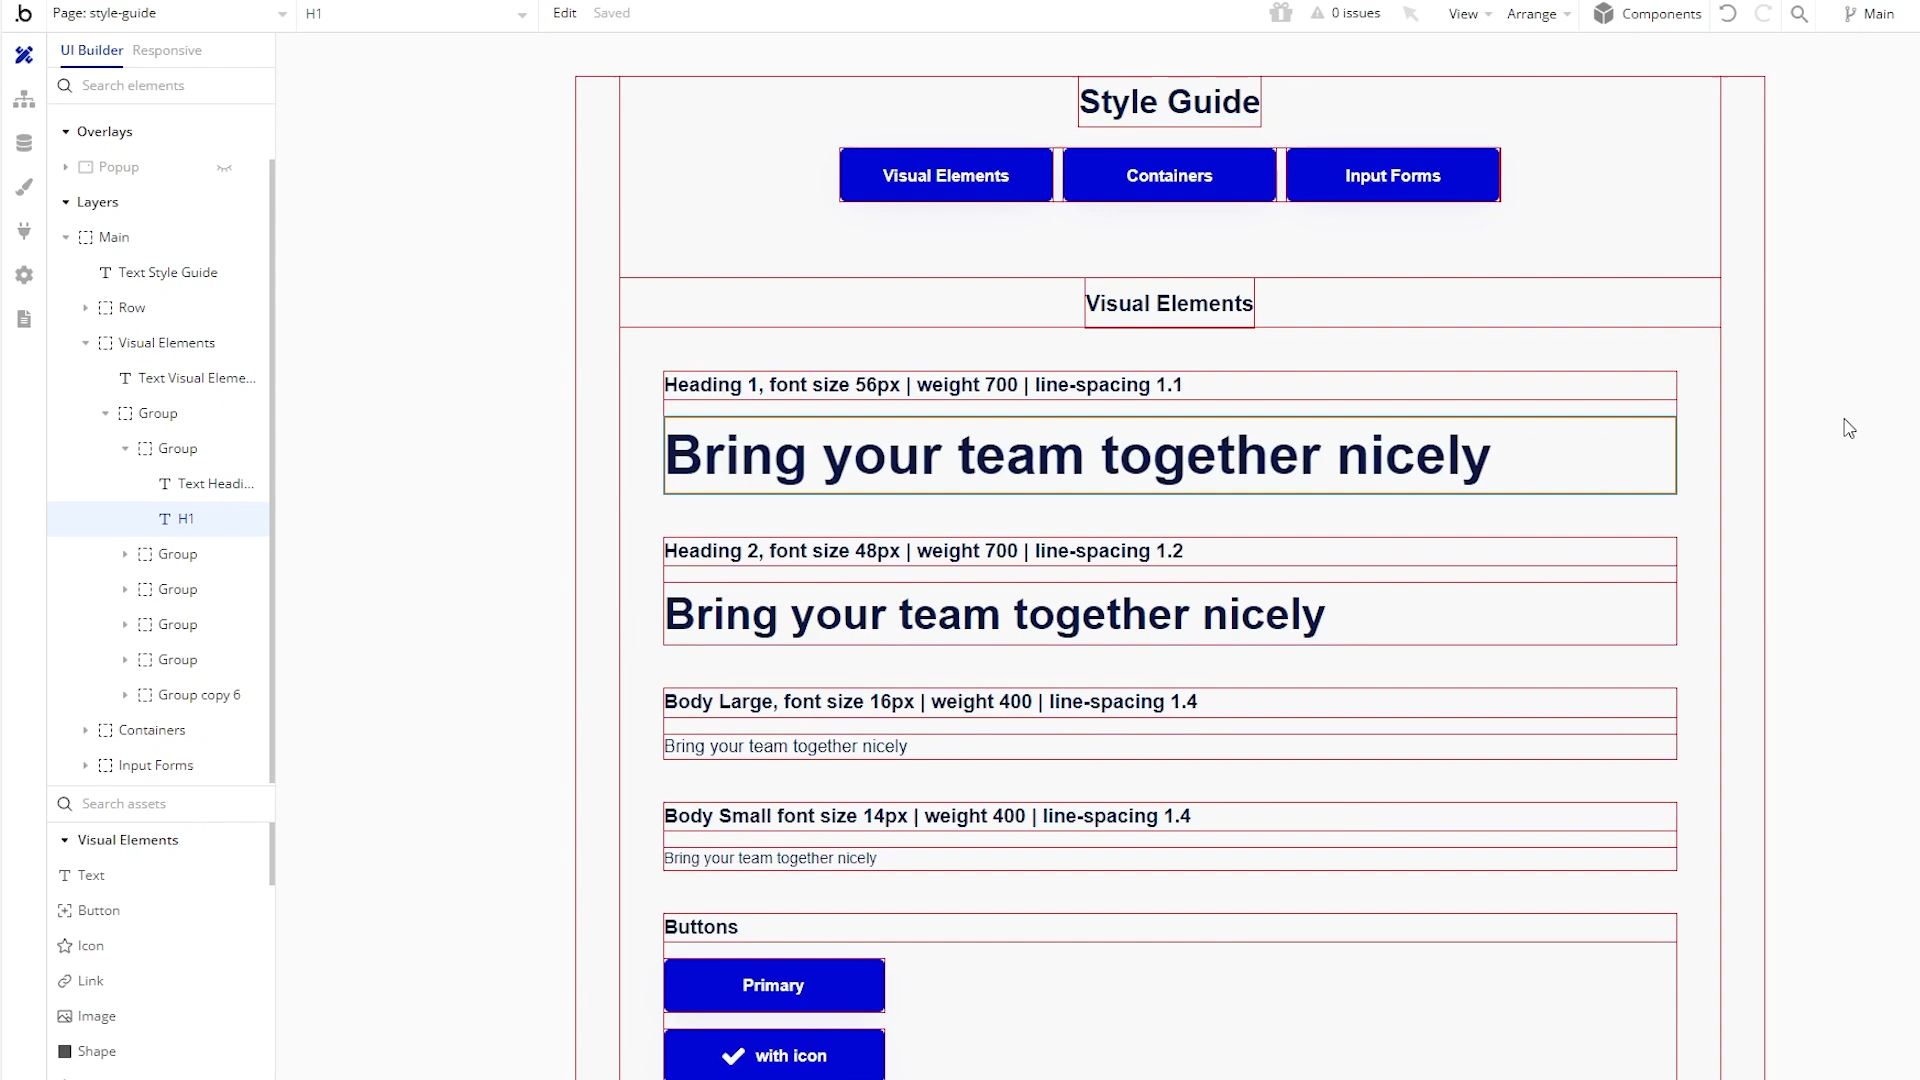 .b Page: style-guide H1 Edit Saved 0 issues View Arrange Components Main
UI Builder Responsive
Search elements
Overlays
Popup
Layers
Main
Text Style Guide
Row
Visual Elements
Text Visual Eleme...
Group
Group
Text Headi...
H1
Group
Group
Group
Group
Group copy 6
Containers
Input Forms
Search assets
Visual Elements
Text
Button
Icon
Link
Image
Shape
Style Guide
Visual Elements Containers Input Forms
Visual Elements
Heading 1, font size 56px | weight 700 | line-spacing 1.1
Bring your team together nicely
Heading 2, font size 48px | weight 700 | line-spacing 1.2
Bring your team together nicely
Body Large, font size 16px | weight 400 | line-spacing 1.4
Bring your team together nicely
Body Small font size 14px | weight 400 | line-spacing 1.4
Bring your team together nicely
Buttons
Primary
with icon